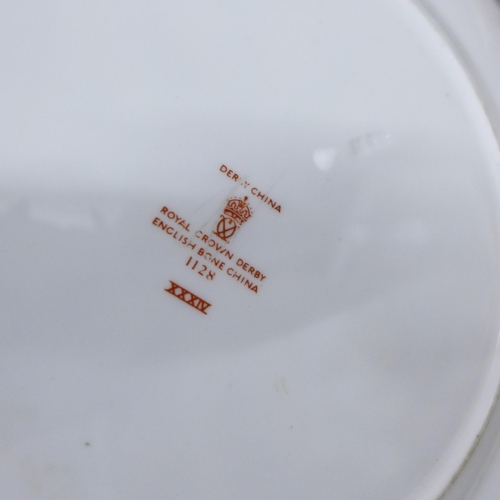 DERBY CHINA
ROYAL CROWN DERBY
ENGLISH BONE CHINA
1128
XXXIV